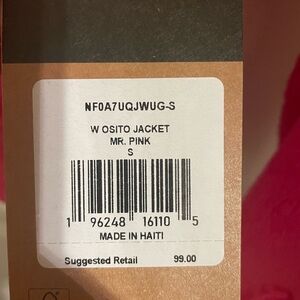 NF0A7UQJWUG-S
W OSITO JACKET
MR. PINK
S
1 96248 16110 5
MADE IN HAITI
Suggested Retail 99.00